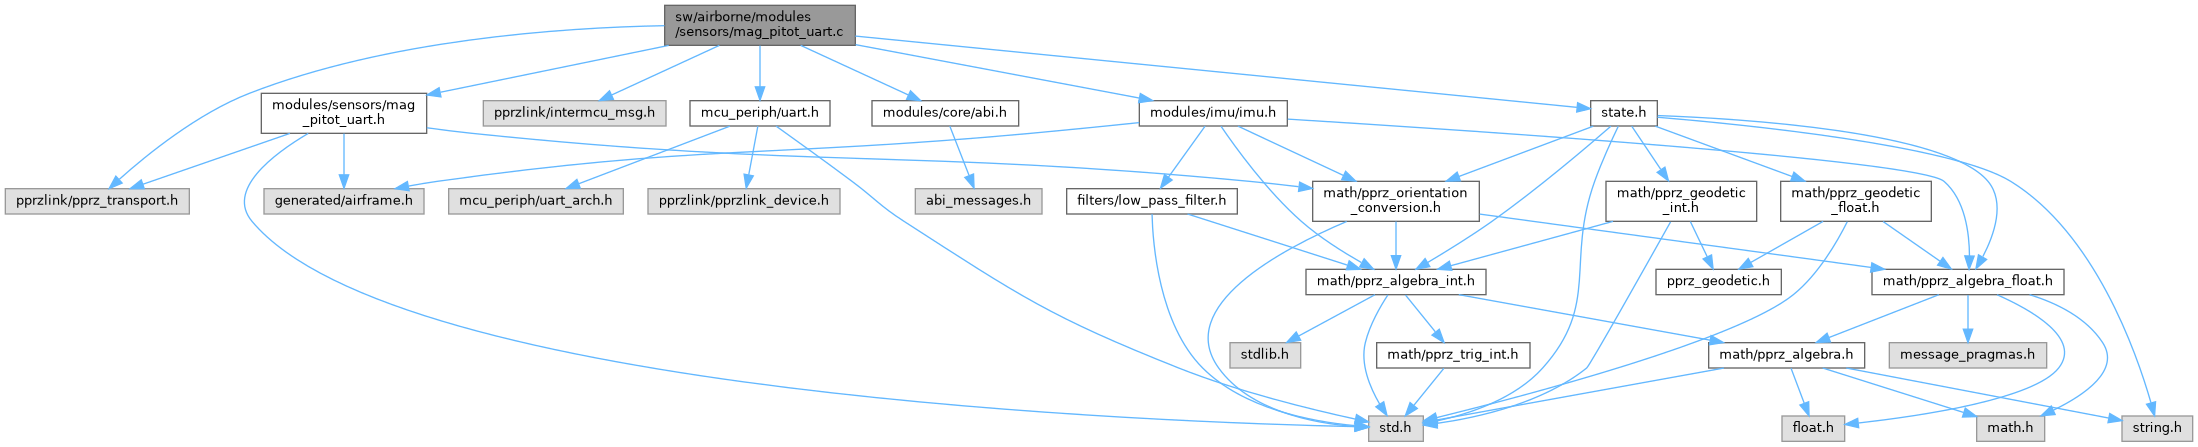 sw/airborne/modules
/sensors/mag_pitot_uart.c
modules/sensors/mag
_pitot_uart.h
pprzlink/intermcu_msg.h
mcu_periph/uart.h
modules/core/abi.h
modules/imu/imu.h
state.h
pprzlink/pprz_transport.h
generated/airframe.h
mcu_periph/uart_arch.h
pprzlink/pprzlink_device.h
abi_messages.h
filters/low_pass_filter.h
math/pprz_orientation
_conversion.h
math/pprz_geodetic
_int.h
math/pprz_geodetic
_float.h
math/pprz_algebra_int.h
pprz_geodetic.h
math/pprz_algebra_float.h
stdlib.h
math/pprz_trig_int.h
math/pprz_algebra.h
message_pragmas.h
std.h
float.h
math.h
string.h